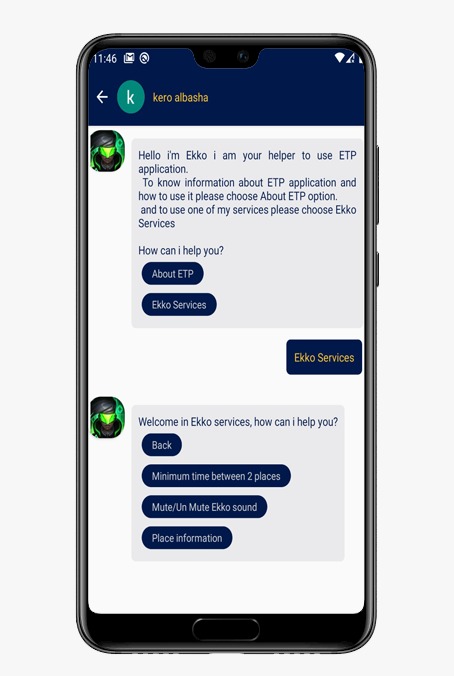 11:46
k
kero albasha
Hello i'm Ekko i am your helper to use ETP
application.
To know information about ETP application and
how to use it please choose About ETP option.
and to use one of my services please choose Ekko
Services
How can i help you?
About ETP
Ekko Services
Ekko Services
Welcome in Ekko services, how can i help you?
Back
Minimum time between 2 places
Mute/Un Mute Ekko sound
Place information